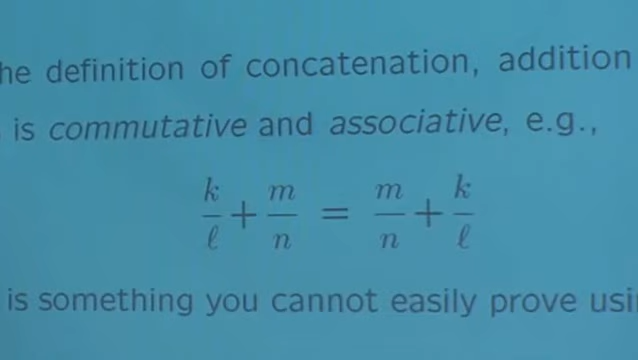 he definition of concatenation, addition
is commutative and associative, e.g.,
k/ℓ + m/n = m/n + k/ℓ
is something you cannot easily prove usi